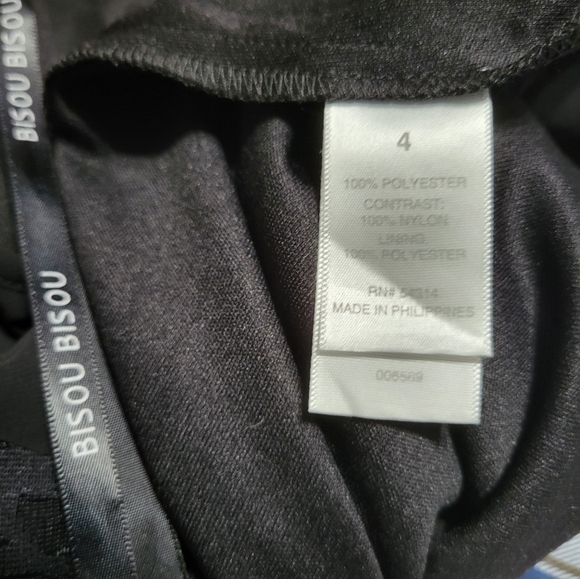 BISOU BISOU
BISOU BISOU
4
100% POLYESTER
CONTRAST:
100% NYLON
LINING:
100% POLYESTER
RN#
MADE IN PHILIPPINES
006569